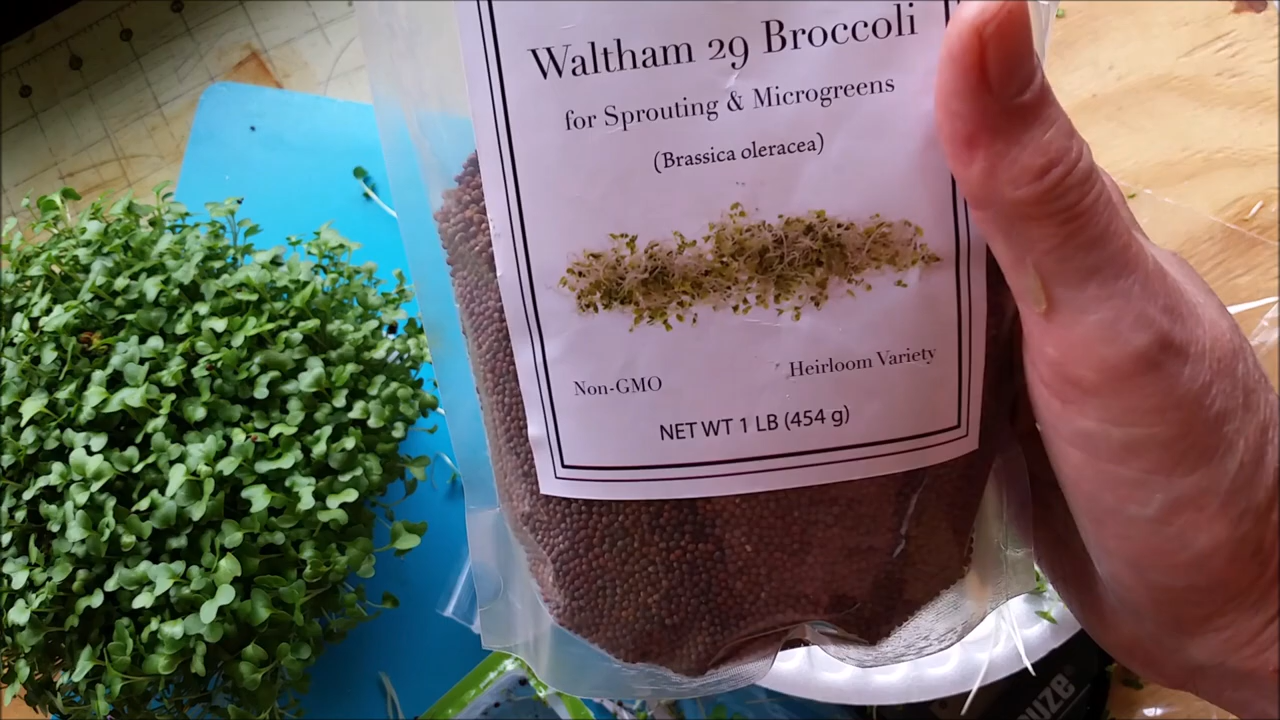 Waltham 29 Broccoli
for Sprouting & Microgreens
(Brassica oleracea)
Non-GMO
Heirloom Variety
NET WT 1 LB (454 g)